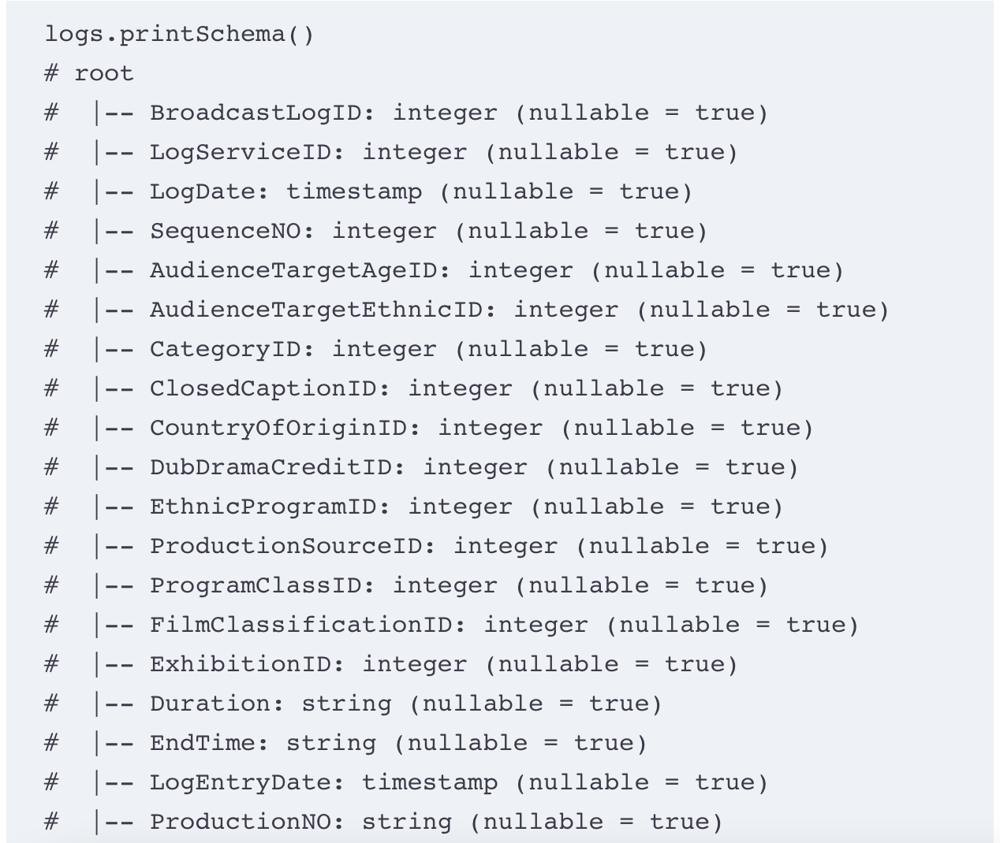 logs.printSchema()
# root
#  |-- BroadcastLogID: integer (nullable = true)
#  |-- LogServiceID: integer (nullable = true)
#  |-- LogDate: timestamp (nullable = true)
#  |-- SequenceNO: integer (nullable = true)
#  |-- AudienceTargetAgeID: integer (nullable = true)
#  |-- AudienceTargetEthnicID: integer (nullable = true)
#  |-- CategoryID: integer (nullable = true)
#  |-- ClosedCaptionID: integer (nullable = true)
#  |-- CountryOfOriginID: integer (nullable = true)
#  |-- DubDramaCreditID: integer (nullable = true)
#  |-- EthnicProgramID: integer (nullable = true)
#  |-- ProductionSourceID: integer (nullable = true)
#  |-- ProgramClassID: integer (nullable = true)
#  |-- FilmClassificationID: integer (nullable = true)
#  |-- ExhibitionID: integer (nullable = true)
#  |-- Duration: string (nullable = true)
#  |-- EndTime: string (nullable = true)
#  |-- LogEntryDate: timestamp (nullable = true)
#  |-- ProductionNO: string (nullable = true)